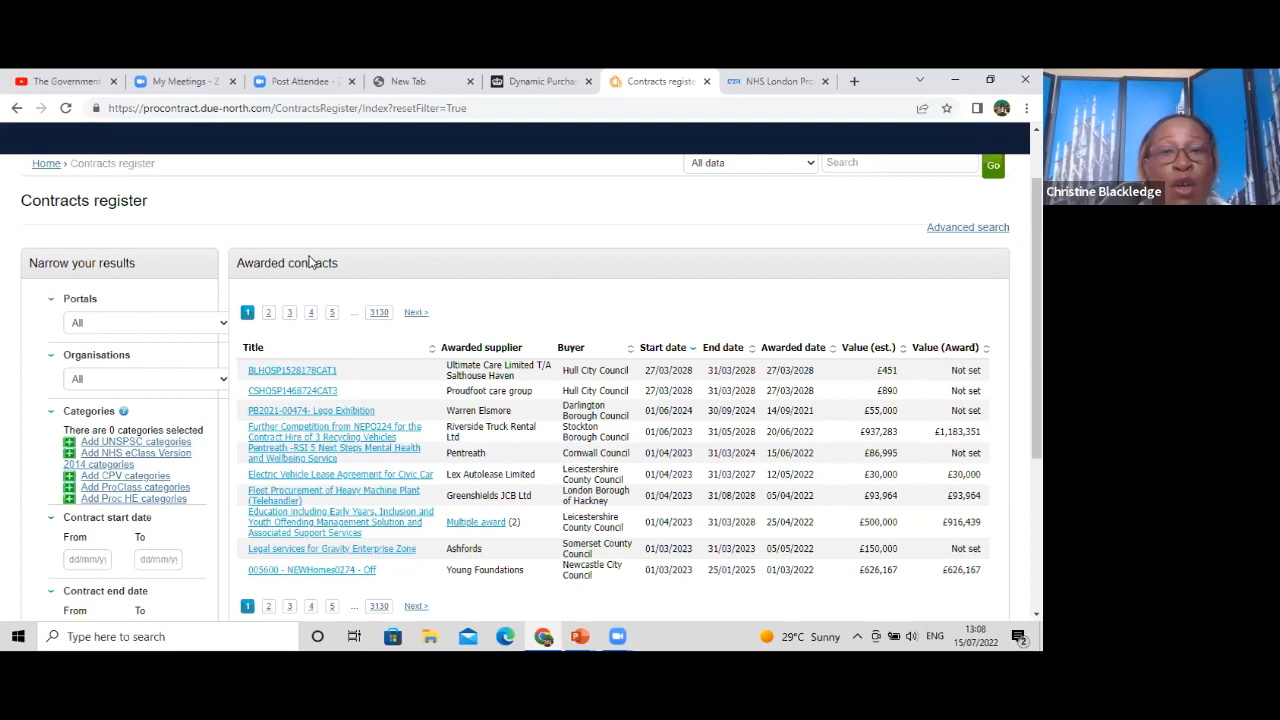 The Government
My Meetings - Z
Post Attendee -
New Tab
Dynamic Purcha
Contracts registe
NHS London Pro
https://procontract.due-north.com/ContractsRegister/Index?resetFilter=True
Home › Contracts register
All data
Search
Go
Contracts register
Advanced search
Narrow your results
Portals
All
Organisations
All
Categories
There are 0 categories selected
Add UNSPSC categories
Add NHS eClass Version
2014 categories
Add CPV categories
Add ProClass categories
Add Proc HE categories
Contract start date
From To
dd/mm/y dd/mm/y
Contract end date
From To
Awarded contracts
1 2 3 4 5 ... 3130 Next >
Title Awarded supplier Buyer Start date End date Awarded date Value (est.) Value (Award)
BLHOSP1528178CAT1 Ultimate Care Limited T/A Salthouse Haven Hull City Council 27/03/2028 31/03/2028 27/03/2028 £451 Not set
CSHOSP1468724CAT3 Proudfoot care group Hull City Council 27/03/2028 31/03/2028 27/03/2028 £890 Not set
PB2021-00474- Lego Exhibition Warren Elsmore Darlington Borough Council 01/06/2024 30/09/2024 14/09/2021 £55,000 Not set
Further Competition from NEPO224 for the Contract Hire of 3 Recycling Vehicles Riverside Truck Rental Ltd Stockton Borough Council 01/06/2023 31/05/2028 20/06/2022 £937,283 £1,183,351
Pentreath -RSI 5 Next Steps Mental Health and Wellbeing Service Pentreath Cornwall Council 01/04/2023 31/03/2024 15/06/2022 £86,995 Not set
Electric Vehicle Lease Agreement for Civic Car Lex Autolease Limited Leicestershire County Council 01/04/2023 31/03/2027 12/05/2022 £30,000 £30,000
Fleet Procurement of Heavy Machine Plant (Telehandler) Greenshields JCB Ltd London Borough of Hackney 01/04/2023 31/08/2028 05/04/2022 £93,964 £93,964
Education including Early Years, Inclusion and Youth Offending Management Solution and Associated Support Services Multiple award (2) Leicestershire County Council 01/04/2023 31/03/2028 25/04/2022 £500,000 £916,439
Legal services for Gravity Enterprise Zone Ashfords Somerset County Council 01/03/2023 31/03/2023 05/05/2022 £150,000 Not set
005600 - NEWHomes0274 - Off Young Foundations Newcastle City Council 01/03/2023 25/01/2025 01/03/2022 £626,167 £626,167
1 2 3 4 5 ... 3130 Next >
Christine Blackledge
Type here to search
29°C Sunny
ENG
13:08
15/07/2022
2